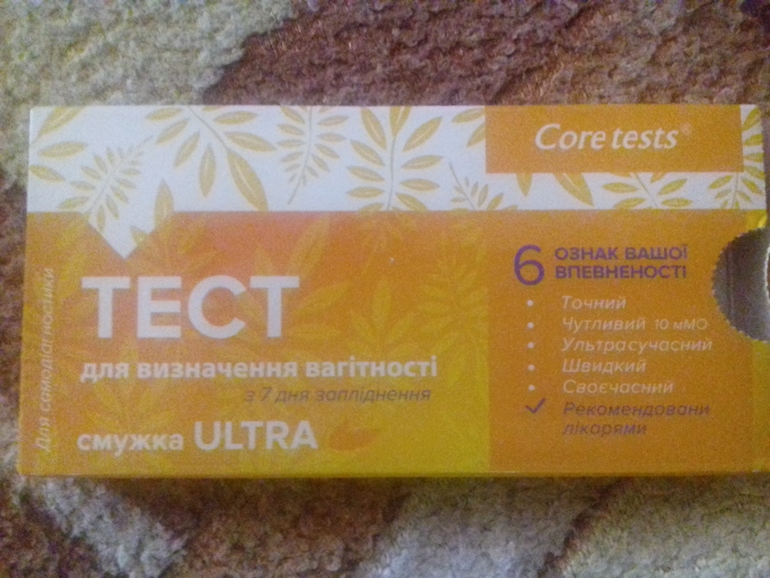 Core tests®
Для самодіагностики
ТЕСТ
для визначення вагітності
з 7 дня запліднення
смужка ULTRA
6 ОЗНАК ВАШОЇ
ВПЕВНЕНОСТІ
• Точний
• Чутливий 10 мМО
• Ультрасучасний
• Швидкий
• Своєчасний
✓ Рекомендовани
лікарями